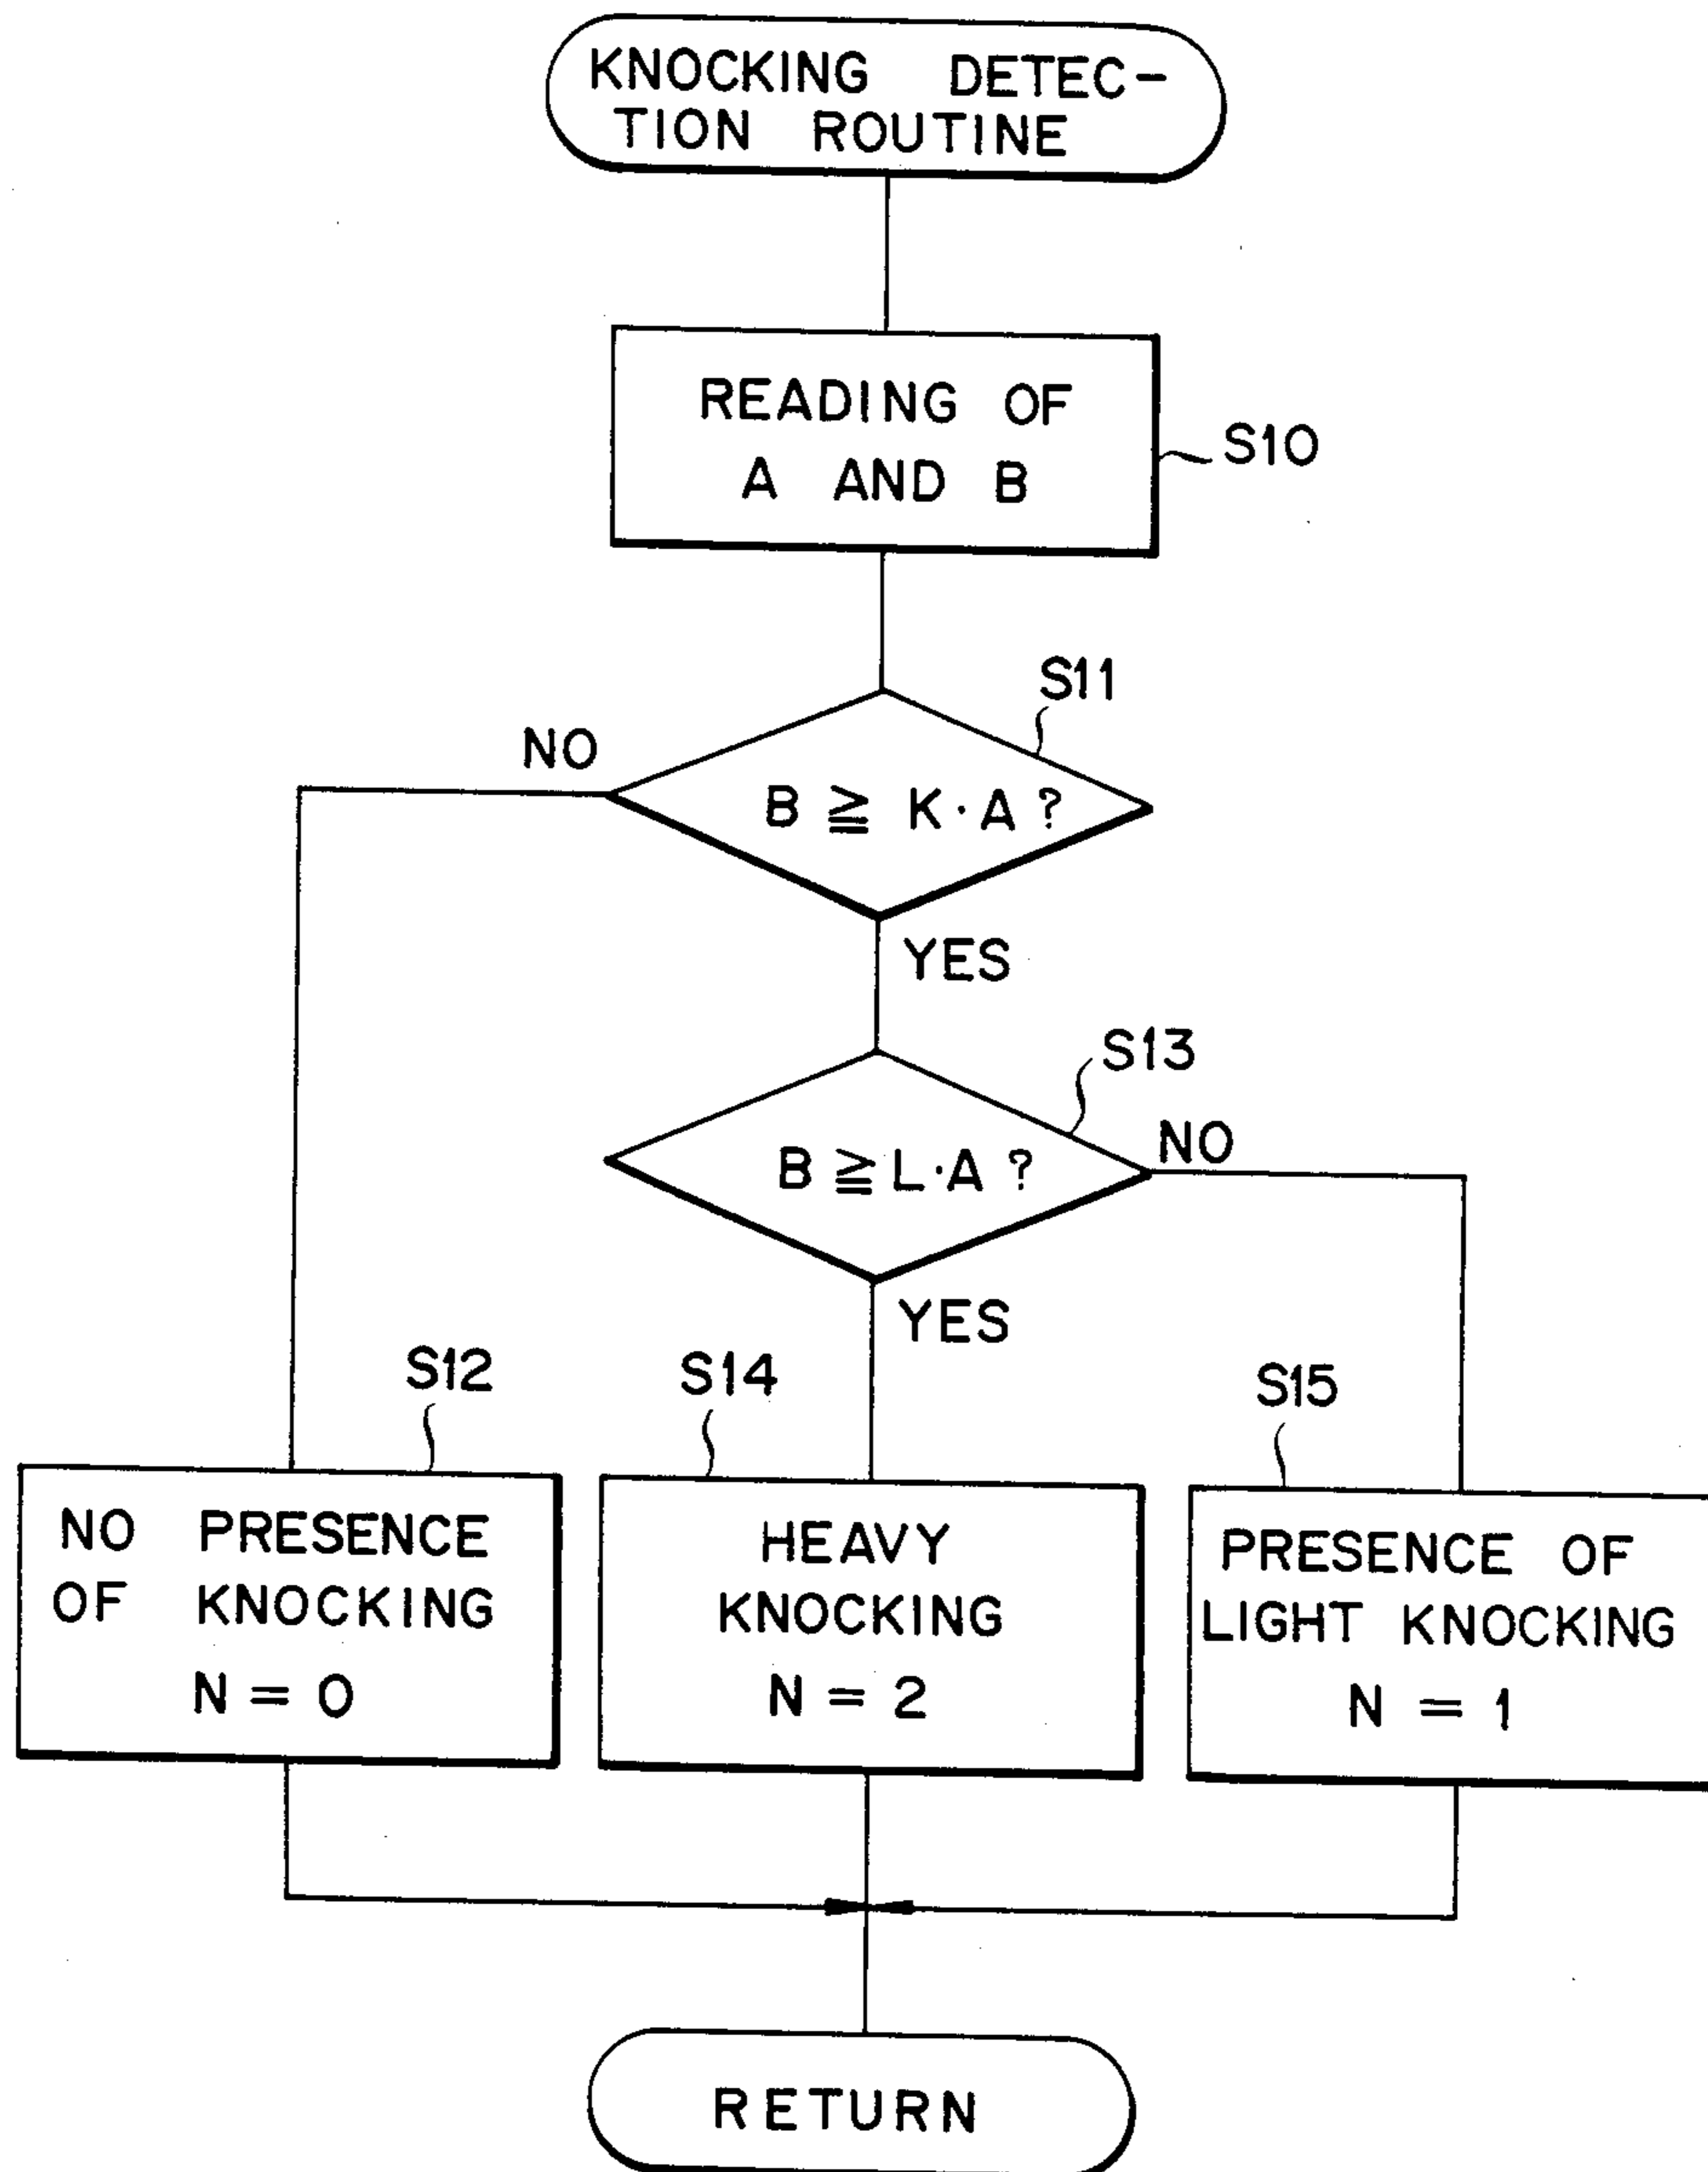 KNOCKING DETEC-
TION ROUTINE
READING OF
A AND B
S10
S11
NO
B ≧ K·A ?
YES
S13
NO
B ≧ L·A ?
YES
S12
S14
S15
NO PRESENCE
OF KNOCKING
N = 0
HEAVY
KNOCKING
N = 2
PRESENCE OF
LIGHT KNOCKING
N = 1
RETURN